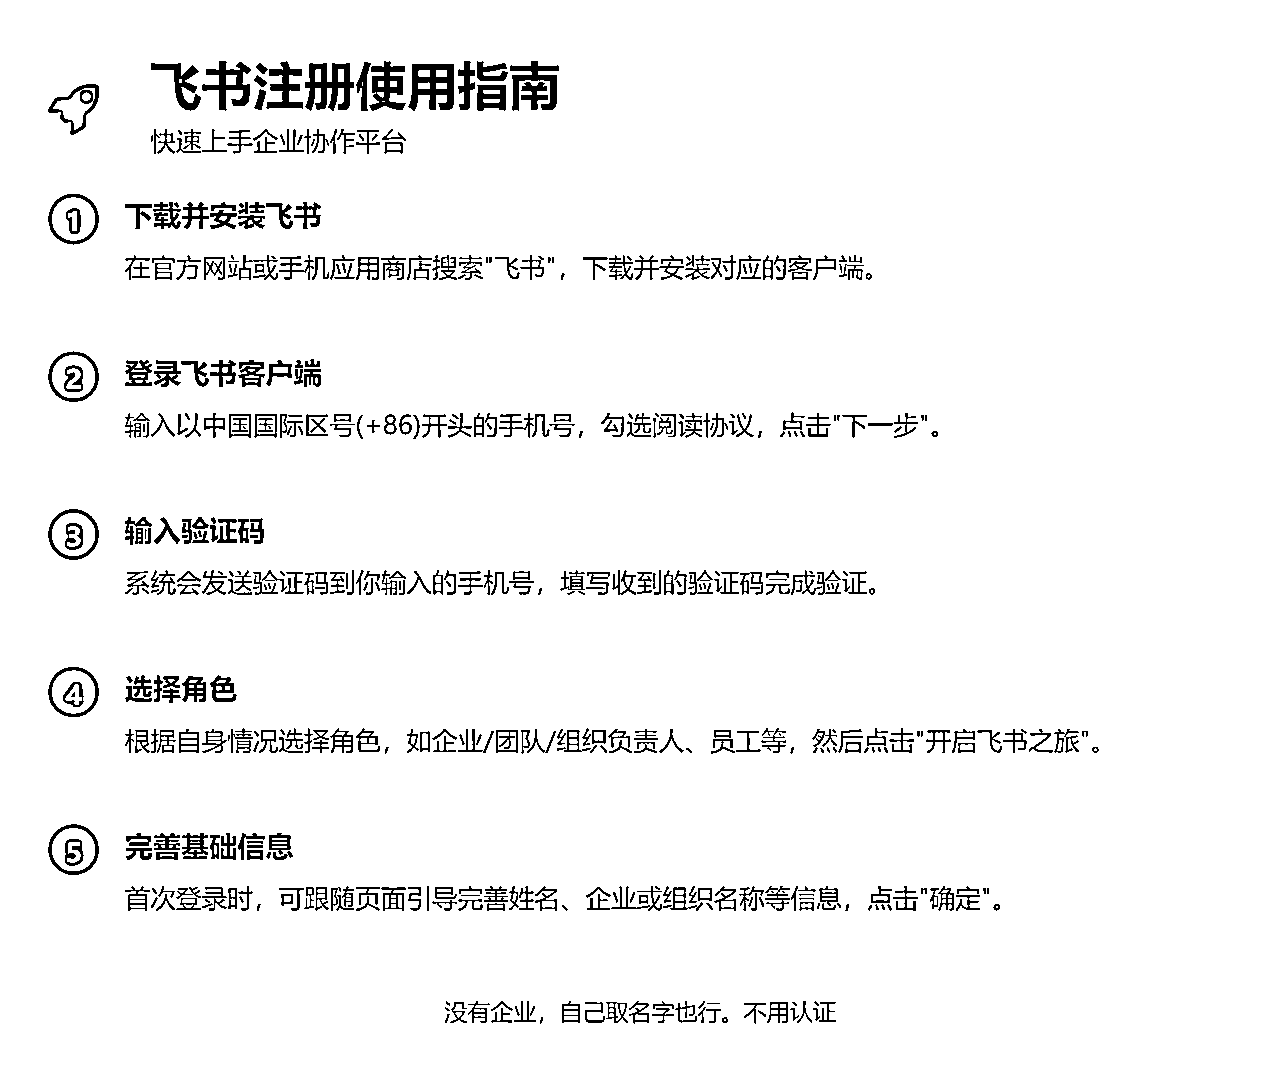 飞书注册使用指南
快速上手企业协作平台
1 下载并安装飞书
在官方网站或手机应用商店搜索"飞书"，下载并安装对应的客户端。
2 登录飞书客户端
输入以中国国际区号(+86)开头的手机号，勾选阅读协议，点击"下一步"。
3 输入验证码
系统会发送验证码到你输入的手机号，填写收到的验证码完成验证。
4 选择角色
根据自身情况选择角色，如企业/团队/组织负责人、员工等，然后点击"开启飞书之旅"。
5 完善基础信息
首次登录时，可跟随页面引导完善姓名、企业或组织名称等信息，点击"确定"。
没有企业，自己取名字也行。不用认证